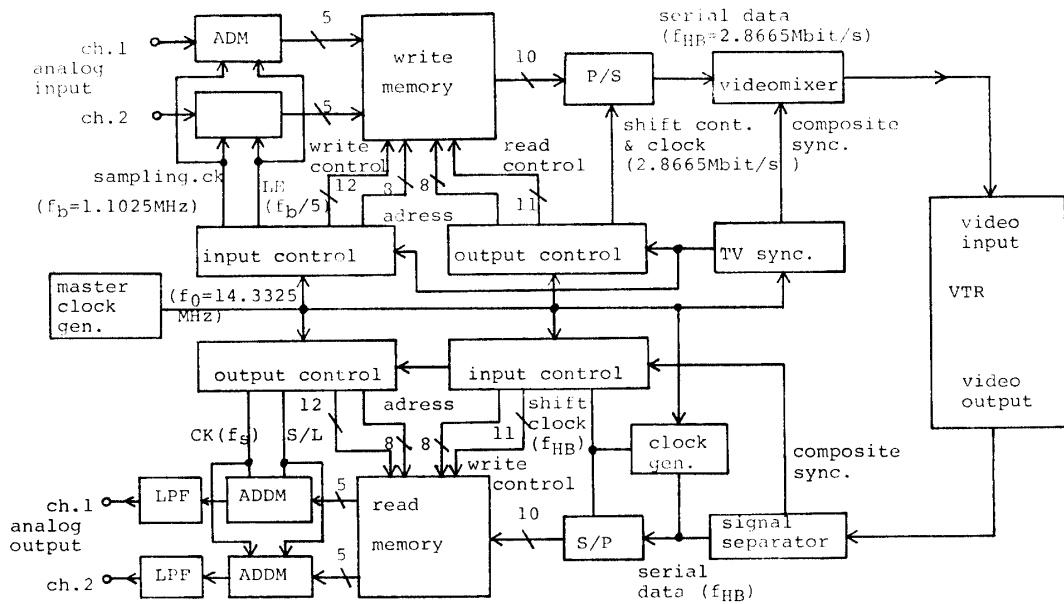 serial data
(fHB=2.8665Mbit/s)
ch.1
analog
input
ADM
5
write
memory
10
P/S
videomixer
ch.2
5
write
control
read
control
shift cont.
& clock
(2.8665Mbit/s)
composite
sync.
sampling.ck
(fb=1.1025MHz)
LE
(fb/5)
12
8
8
11
adress
input control
output control
TV sync.
video
input
VTR
video
output
master
clock
gen.
(f0=14.3325
MHz)
output control
input control
12
adress
shift
clock
(fHB)
11
CK(fs)
S/L
8
8
write
control
clock
gen.
composite
sync.
ch.1
analog
output
LPF
ADDM
5
read
memory
10
S/P
signal
separator
ch.2
LPF
ADDM
5
serial
data (fHB)